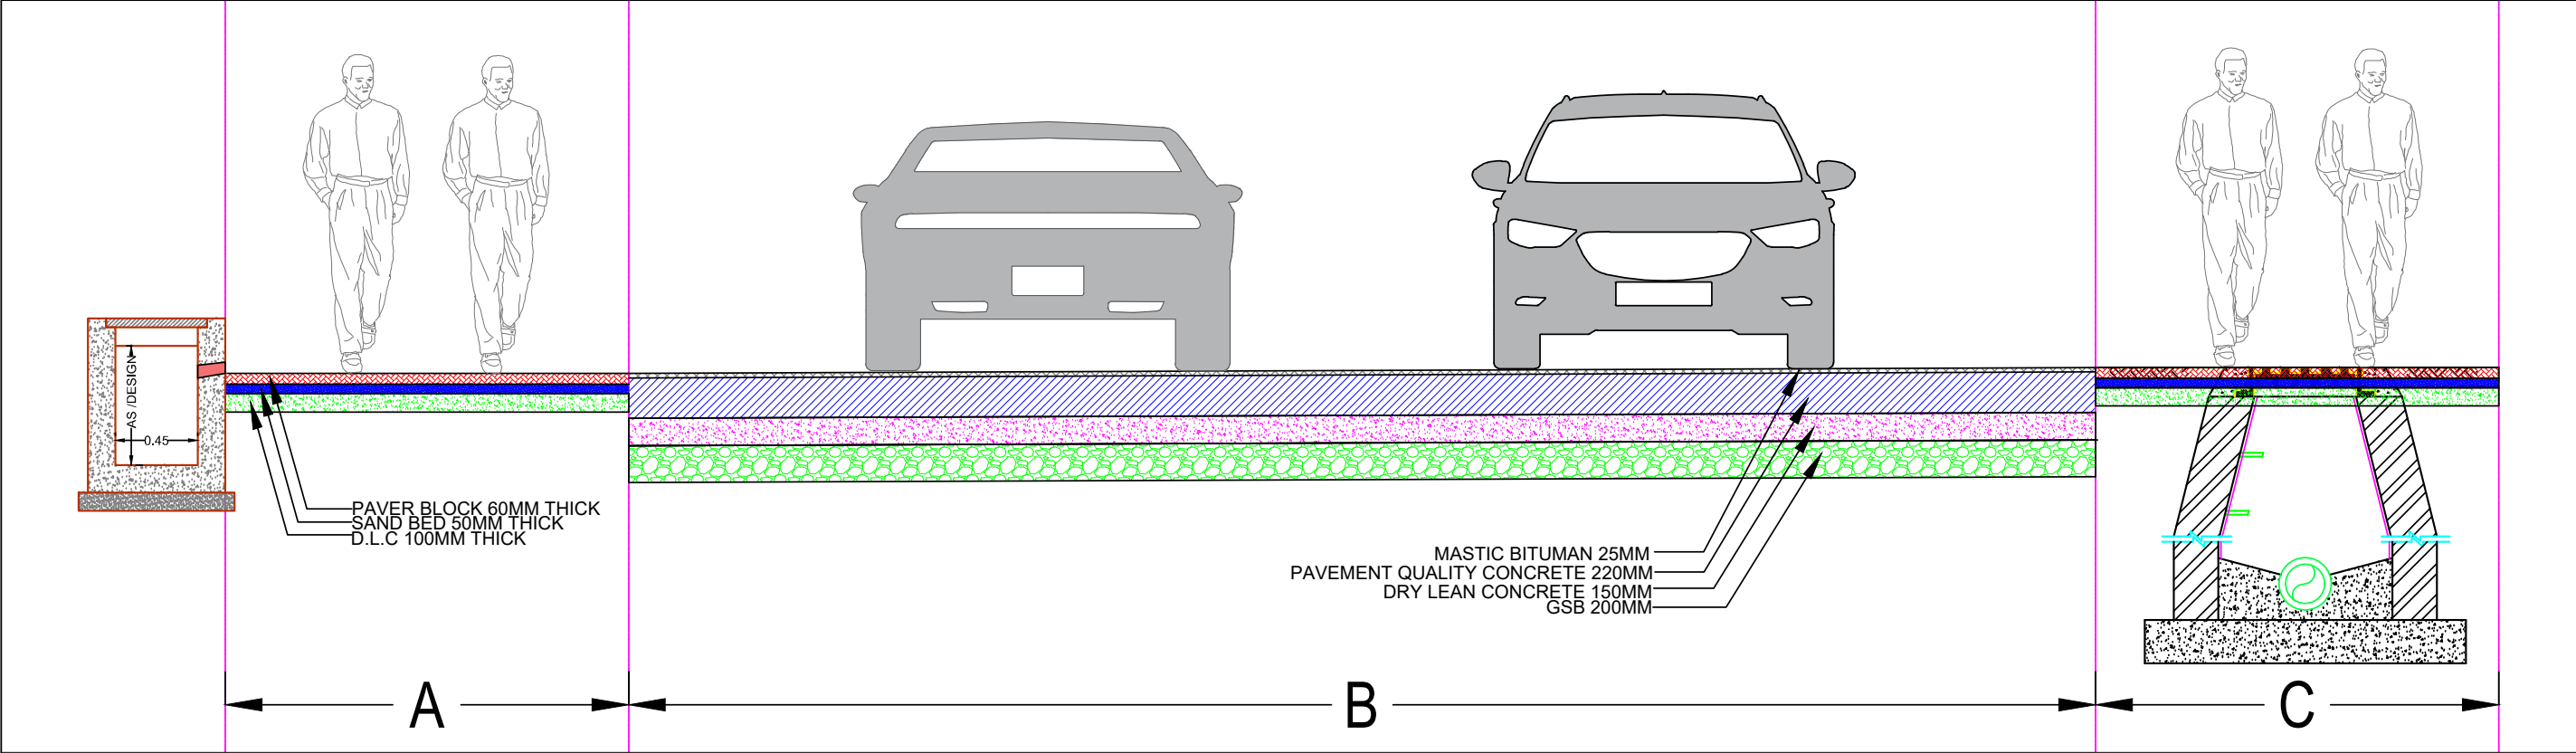 AS /DESIGN
0.45
PAVER BLOCK 60MM THICK
SAND BED 50MM THICK
D.L.C 100MM THICK
MASTIC BITUMAN 25MM
PAVEMENT QUALITY CONCRETE 220MM
DRY LEAN CONCRETE 150MM
GSB 200MM
A
B
C